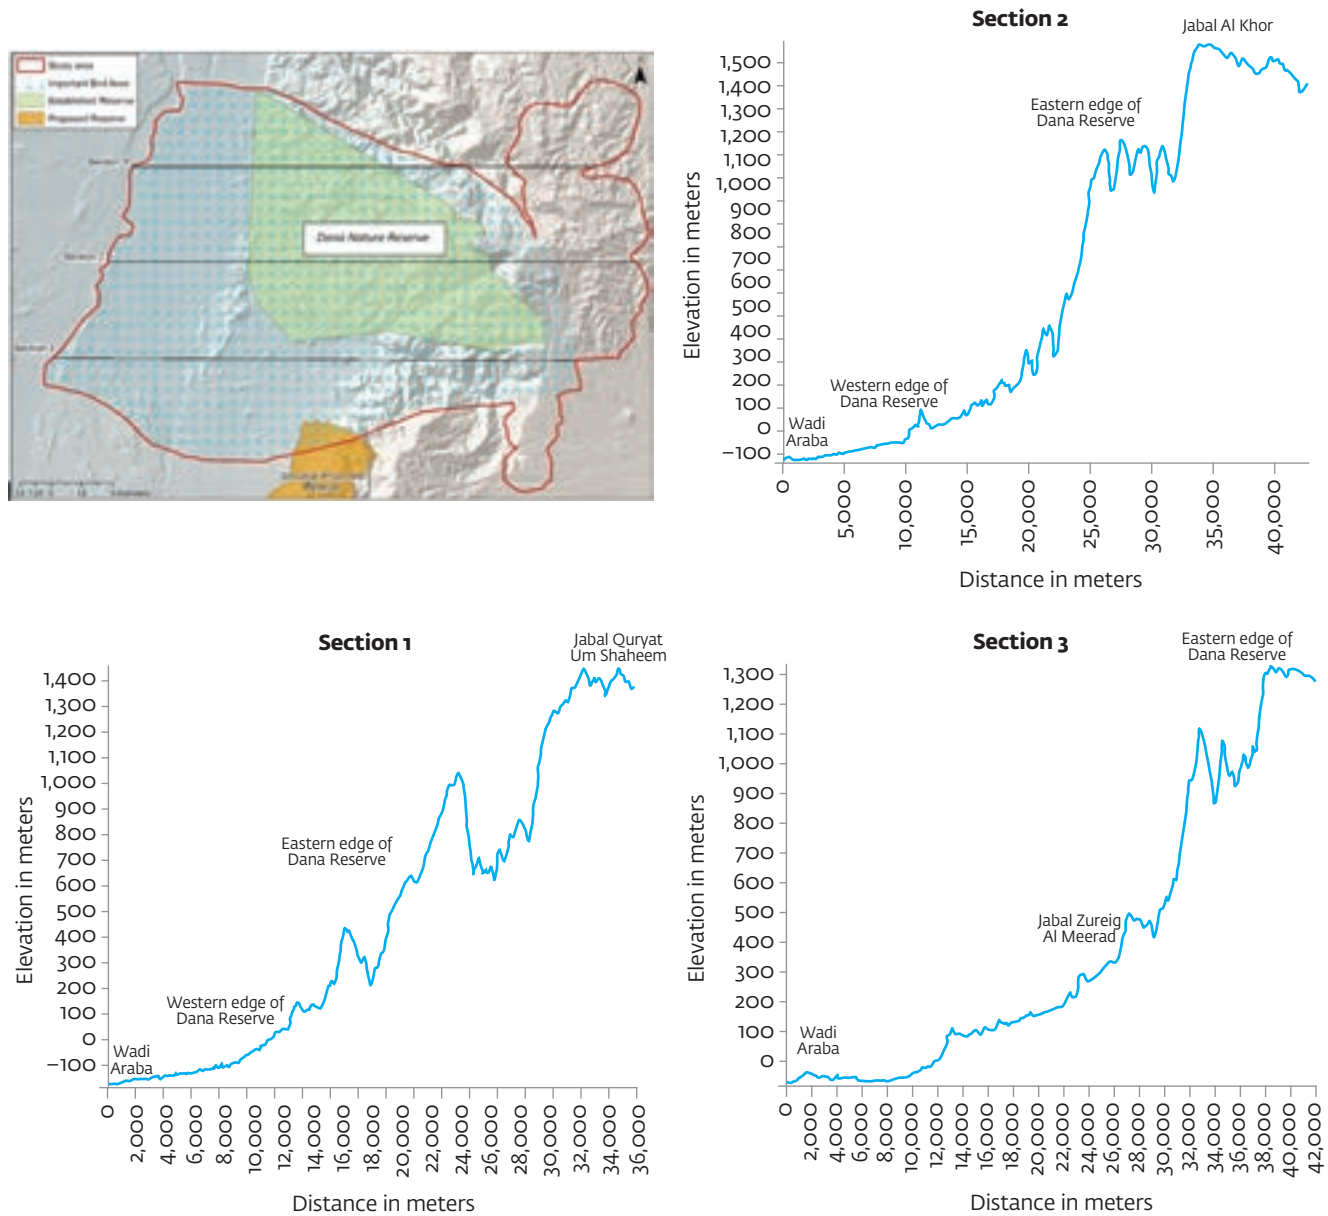 Study area
Important Bird Area
Established Reserve
Proposed Reserve
Dana Nature Reserve
Section 2
Jabal Al Khor
Eastern edge of
Dana Reserve
Western edge of
Dana Reserve
Wadi
Araba
Elevation in meters
1,500
1,400
1,200
1,100
1,000
900
800
700
600
500
400
300
200
100
0
−100
0
5,000
10,000
15,000
20,000
25,000
30,000
35,000
40,000
Distance in meters
Section 1
Jabal Quryat
Um Shaheem
Eastern edge of
Dana Reserve
Western edge of
Dana Reserve
Wadi
Araba
Elevation in meters
1,400
1,300
1,200
1,100
1,000
900
800
700
600
500
400
300
200
100
0
−100
0
2,000
4,000
6,000
8,000
10,000
12,000
14,000
16,000
20,000
22,000
24,000
26,000
28,000
30,000
32,000
34,000
36,000
Distance in meters
Section 3
Eastern edge of
Dana Reserve
Jabal Zureig
Al Meerad
Wadi
Araba
Elevation in meters
1,300
1,200
1,100
1,000
900
800
700
600
500
400
300
200
100
0
0
2,000
4,000
6,000
8,000
10,000
12,000
14,000
16,000
18,000
20,000
22,000
24,000
26,000
28,000
30,000
32,000
34,000
36,000
38,000
40,000
42,000
Distance in meters